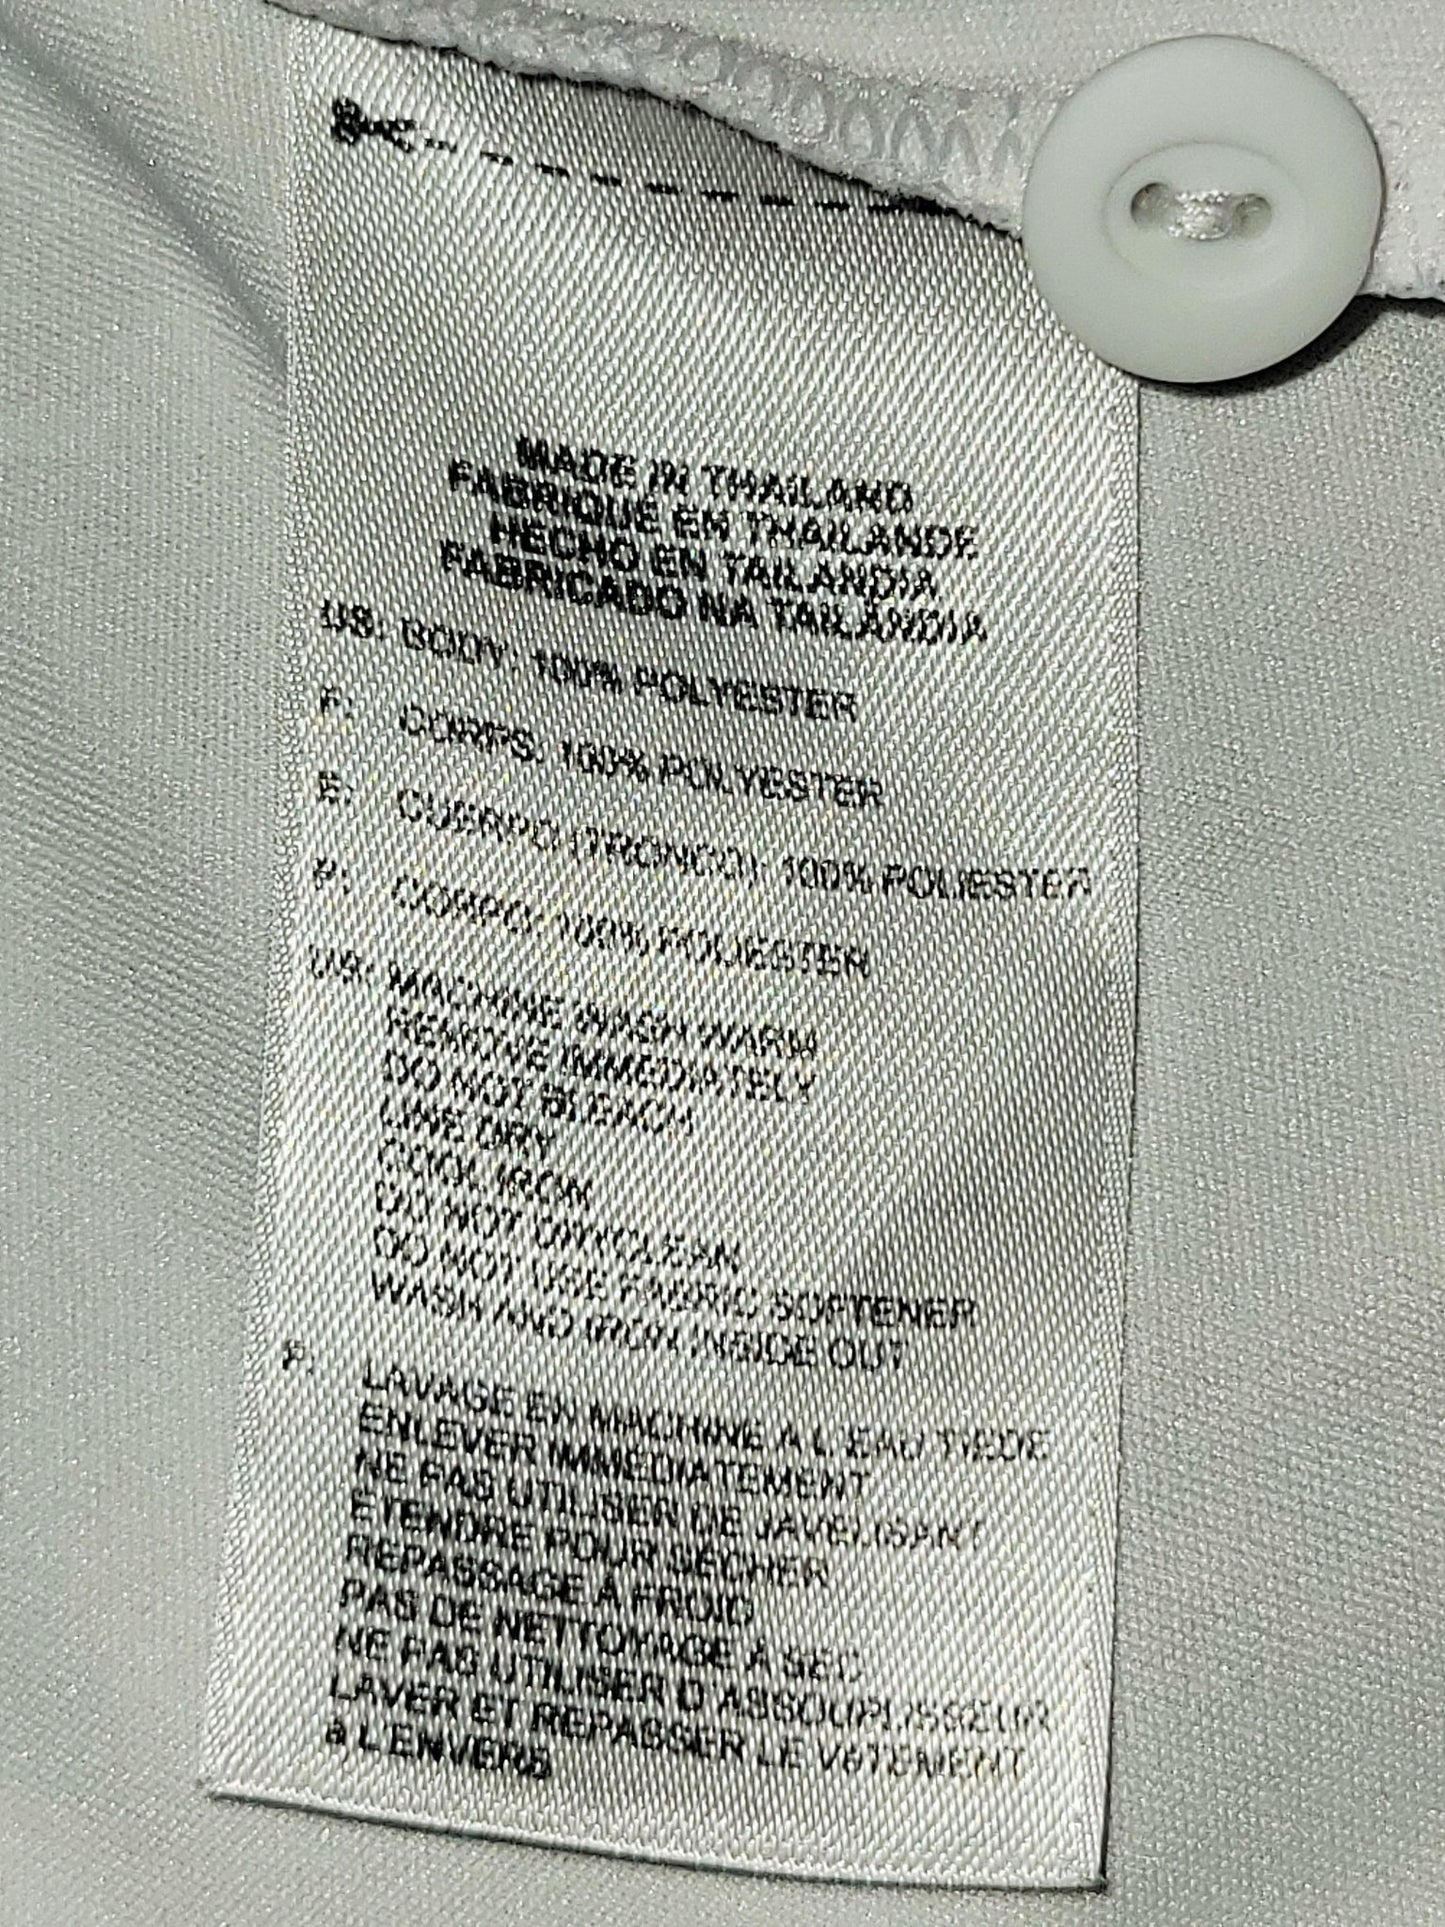 MADE IN THAILAND
FABRIQUÉ EN THAILANDE
HECHO EN TAILANDIA
FABRICADO NA TAILÂNDIA
US: BODY: 100% POLYESTER
F: CORPS: 100% POLYESTER
E: CUERPO (TRONCO): 100% POLIESTER
P: CORPO: 100% POLIESTER
US: MACHINE WASH WARM
REMOVE IMMEDIATELY
DO NOT BLEACH
LINE DRY
COOL IRON
DO NOT DRYCLEAN
DO NOT USE FABRIC SOFTENER
WASH AND IRON INSIDE OUT
F: LAVAGE EN MACHINE À L'EAU TIÈDE
ENLEVER IMMÉDIATEMENT
NE PAS UTILISER DE JAVELISANT
ETENDRE POUR SÉCHER
REPASSAGE À FROID
PAS DE NETTOYAGE À SEC
NE PAS UTILISER D'ASSOUPLISSEUR
LAVER ET REPASSER LE VêTEMENT
à L'ENVERS